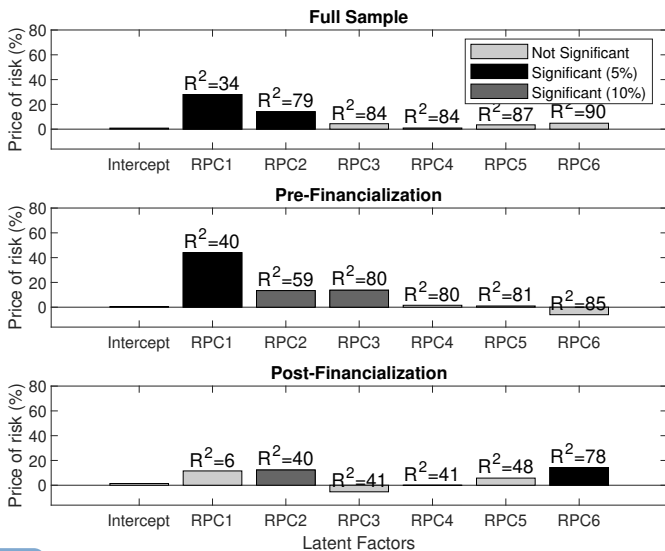 Full Sample
Price of risk (%)
80
60
40
20
0
R²=34 R²=79 R²=84 R²=84 R²=87 R²=90
Not Significant
Significant (5%)
Significant (10%)
Intercept RPC1 RPC2 RPC3 RPC4 RPC5 RPC6
Pre-Financialization
Price of risk (%)
80
60
40
20
0
R²=40 R²=59 R²=80 R²=80 R²=81 R²=85
Intercept RPC1 RPC2 RPC3 RPC4 RPC5 RPC6
Post-Financialization
Price of risk (%)
80
60
40
20
0
R²=6 R²=40 R²=41 R²=41 R²=48 R²=78
Intercept RPC1 RPC2 RPC3 RPC4 RPC5 RPC6
Latent Factors